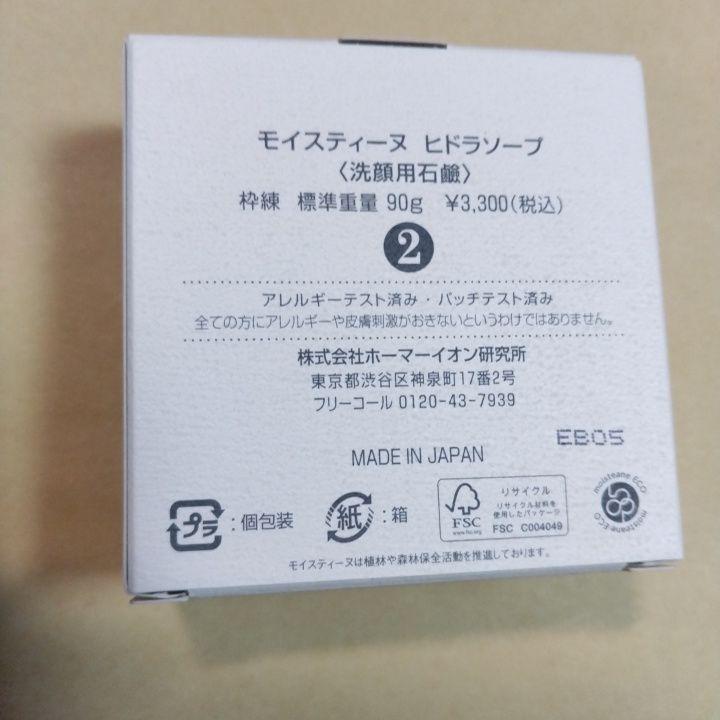 モイスティーヌ ヒドラソープ
〈洗顔用石鹸〉
枠練 標準重量 90g ¥3,300(税込)
2
アレルギーテスト済み・パッチテスト済み
全ての方にアレルギーや皮膚刺激がおきないというわけではありません。
株式会社ホーマーイオン研究所
東京都渋谷区神泉町17番2号
フリーコール 0120-43-7939
EB05
MADE IN JAPAN
プラ :個包装
紙 :箱
FSC
www.fsc.org
リサイクル
リサイクル材料を
使用したパッケージ
FSC C004049
moisteane ECO
moisteane ECO
モイスティーヌは植林や森林保全活動を推進しております。